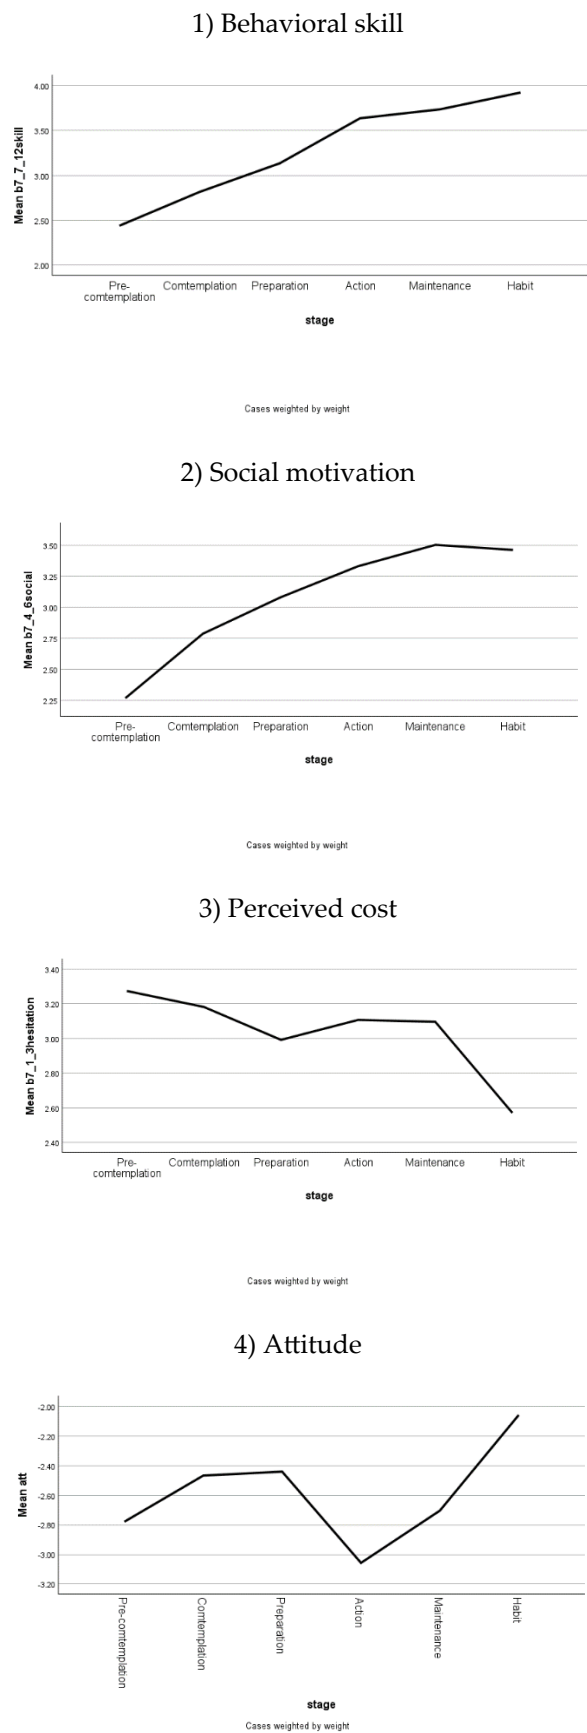 1) Behavioral skill
4.00
3.50
3.00
2.50
2.00
Mean b7_7_12skill
Pre-
comtemplation
Comtemplation
Preparation
Action
Maintenance
Habit
stage
Cases weighted by weight
2) Social motivation
3.50
3.25
3.00
2.75
2.50
2.25
Mean b7_4_6social
Pre-
comtemplation
Comtemplation
Preparation
Action
Maintenance
Habit
stage
Cases weighted by weight
3) Perceived cost
3.40
3.20
3.00
2.80
2.60
2.40
Mean b7_1_3hesitation
Pre-
comtemplation
Comtemplation
Preparation
Action
Maintenance
Habit
stage
Cases weighted by weight
4) Attitude
-2.00
-2.20
-2.40
-2.60
-2.80
-3.00
-3.20
Mean att
Pre-comtemplation
Comtemplation
Preparation
Action
Maintenance
Habit
stage
Cases weighted by weight